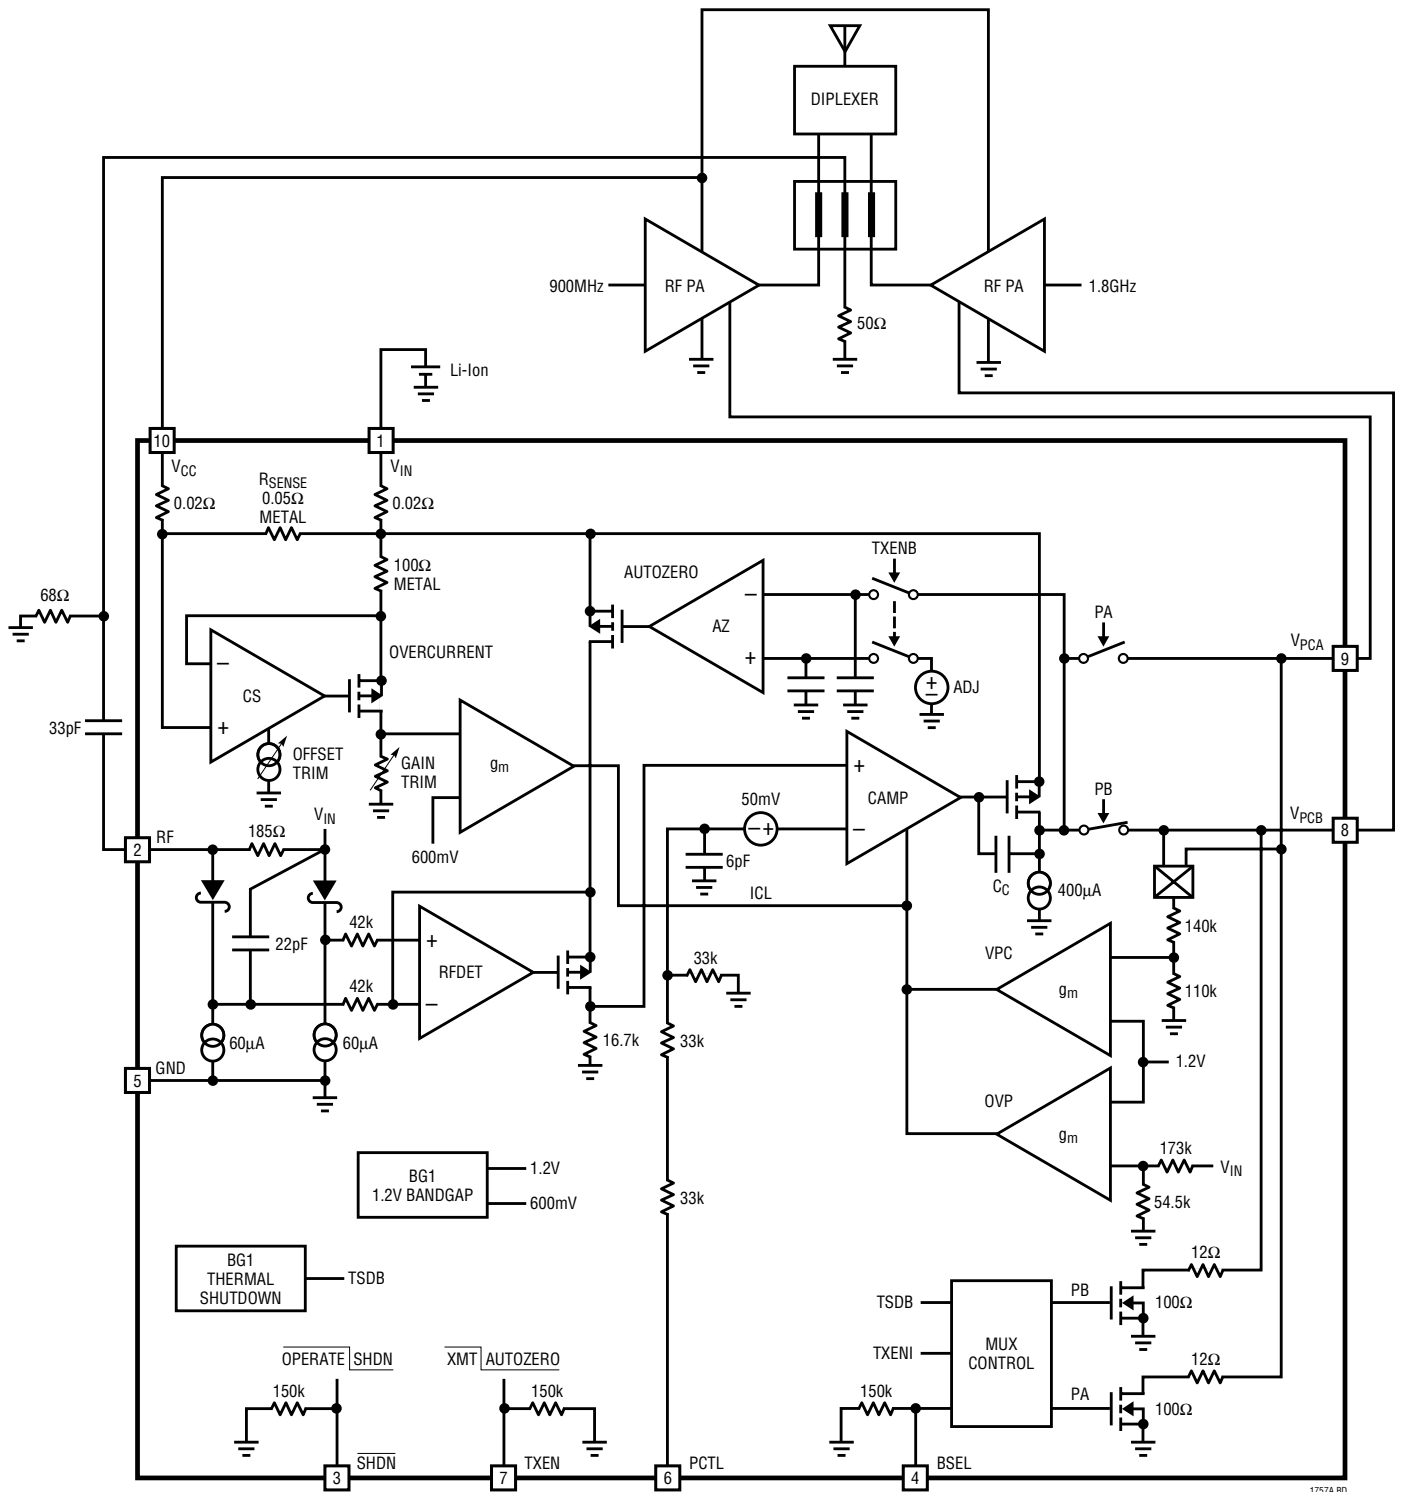 DIPLEXER
900MHz
RF PA
RF PA
1.8GHz
50Ω
Li-Ion
10
1
VCC
VIN
RSENSE
0.05Ω
METAL
0.02Ω
0.02Ω
100Ω
METAL
AUTOZERO
TXENB
68Ω
AZ
−
+
PA
VPCA
9
OVERCURRENT
−
CS
+
+
−
ADJ
33pF
OFFSET
TRIM
GAIN
TRIM
gm
+
CAMP
−
50mV
− +
PB
VPCB
8
VIN
2
RF
185Ω
600mV
6pF
CC
400µA
ICL
140k
42k
+
22pF
RFDET
VPC
33k
gm
110k
42k
−
60µA
60µA
16.7k
33k
1.2V
5
GND
OVP
gm
173k
VIN
BG1
1.2V BANDGAP
1.2V
600mV
33k
54.5k
BG1
THERMAL
SHUTDOWN
TSDB
12Ω
TSDB
PB
100Ω
TXENI
MUX
CONTROL
12Ω
OPERATE SHDN
XMT AUTOZERO
150k
150k
150k
PA
100Ω
3
SHDN
7
TXEN
6
PCTL
4
BSEL
1757A BD